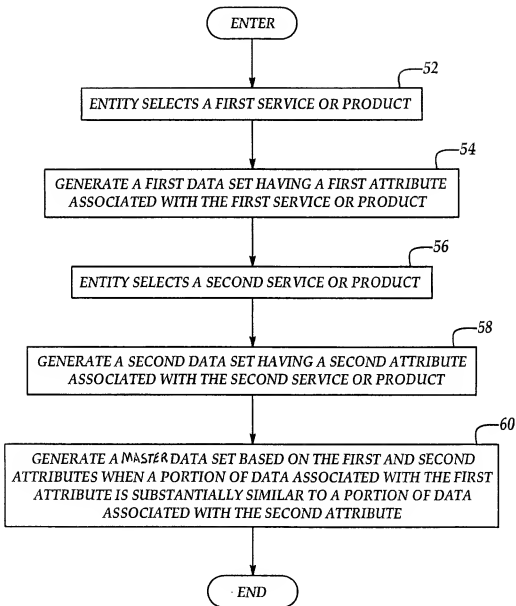 ENTER
52
ENTITY SELECTS A FIRST SERVICE OR PRODUCT
54
GENERATE A FIRST DATA SET HAVING A FIRST ATTRIBUTE
ASSOCIATED WITH THE FIRST SERVICE OR PRODUCT
56
ENTITY SELECTS A SECOND SERVICE OR PRODUCT
58
GENERATE A SECOND DATA SET HAVING A SECOND ATTRIBUTE
ASSOCIATED WITH THE SECOND SERVICE OR PRODUCT
60
GENERATE A MASTER DATA SET BASED ON THE FIRST AND SECOND
ATTRIBUTES WHEN A PORTION OF DATA ASSOCIATED WITH THE FIRST
ATTRIBUTE IS SUBSTANTIALLY SIMILAR TO A PORTION OF DATA
ASSOCIATED WITH THE SECOND ATTRIBUTE
END